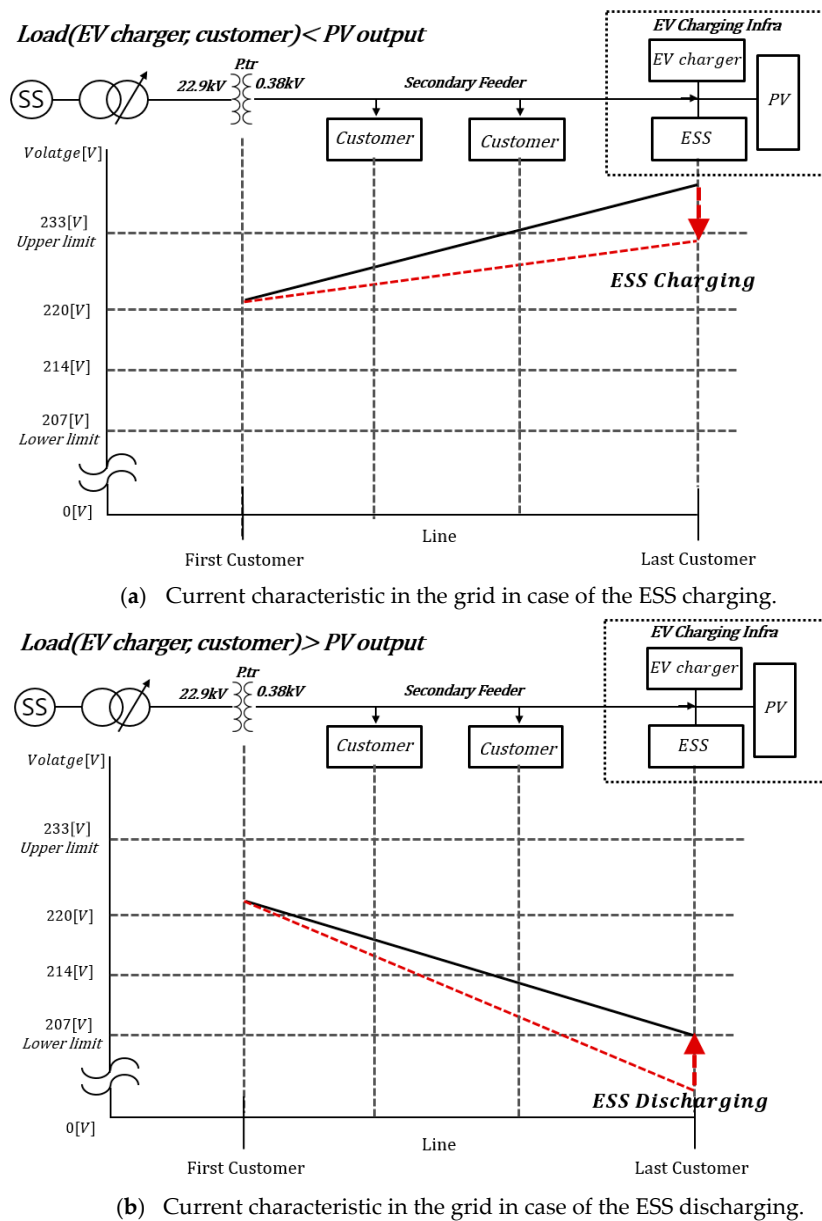 Load(EV charger, customer)< PV output
EV Charging Infra
P.tr
22.9kV
0.38kV
Secondary Feeder
EV charger
PV
SS
Customer
Customer
ESS
Volatge[V]
233[V]
Upper limit
ESS Charging
220[V]
214[V]
207[V]
Lower limit
0[V]
Line
First Customer
Last Customer
(a) Current characteristic in the grid in case of the ESS charging.
Load(EV charger, customer)> PV output
EV Charging Infra
P.tr
22.9kV
0.38kV
Secondary Feeder
EV charger
PV
SS
Customer
Customer
ESS
Volatge[V]
233[V]
Upper limit
220[V]
214[V]
207[V]
Lower limit
ESS Discharging
0[V]
Line
First Customer
Last Customer
(b) Current characteristic in the grid in case of the ESS discharging.